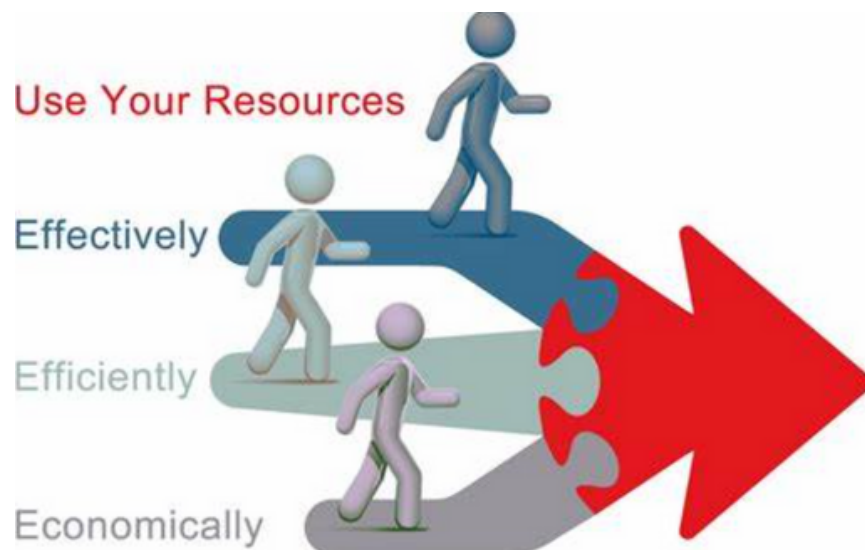 Use Your Resources
Effectively
Efficiently
Economically